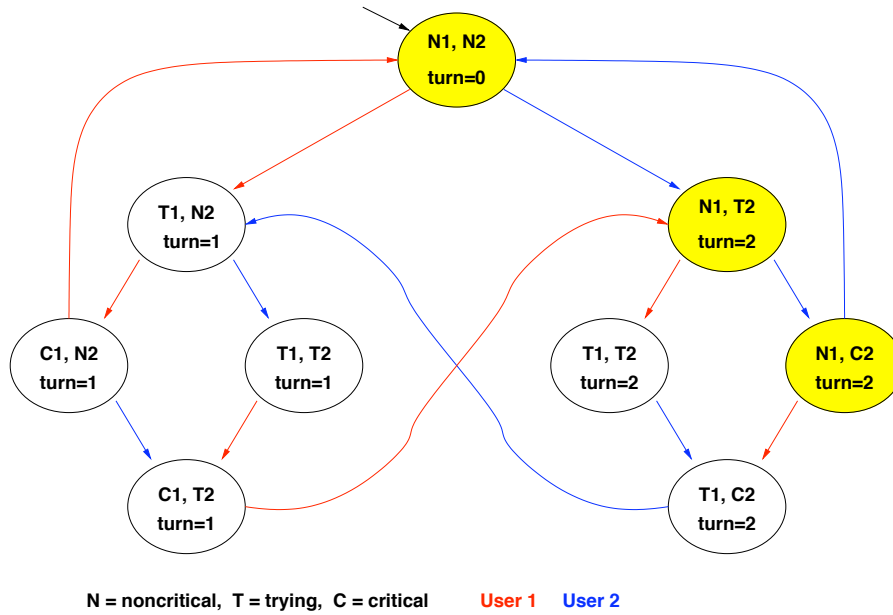 N1, N2
turn=0
T1, N2
turn=1
N1, T2
turn=2
C1, N2
turn=1
T1, T2
turn=1
T1, T2
turn=2
N1, C2
turn=2
C1, T2
turn=1
T1, C2
turn=2
N = noncritical, T = trying, C = critical User 1 User 2